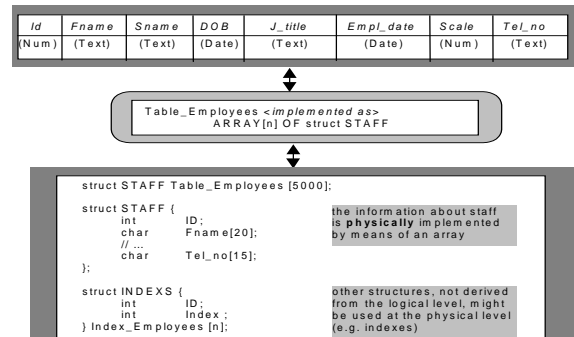 Id Fname Sname DOB J_title Empl_date Scale Tel_no
(Num) (Text) (Text) (Date) (Text) (Date) (Num) (Text)
Table_Employees <implemented as>
ARRAY[n] OF struct STAFF
struct STAFF Table_Employees [5000];
struct STAFF {
int ID;
char Fname[20];
// ...
char Tel_no[15];
};
the information about staff
is physically implemented
by means of an array
struct INDEXS {
int ID;
int Index;
} Index_Employees [n];
other structures, not derived
from the logical level, might
be used at the physical level
(e.g. indexes)